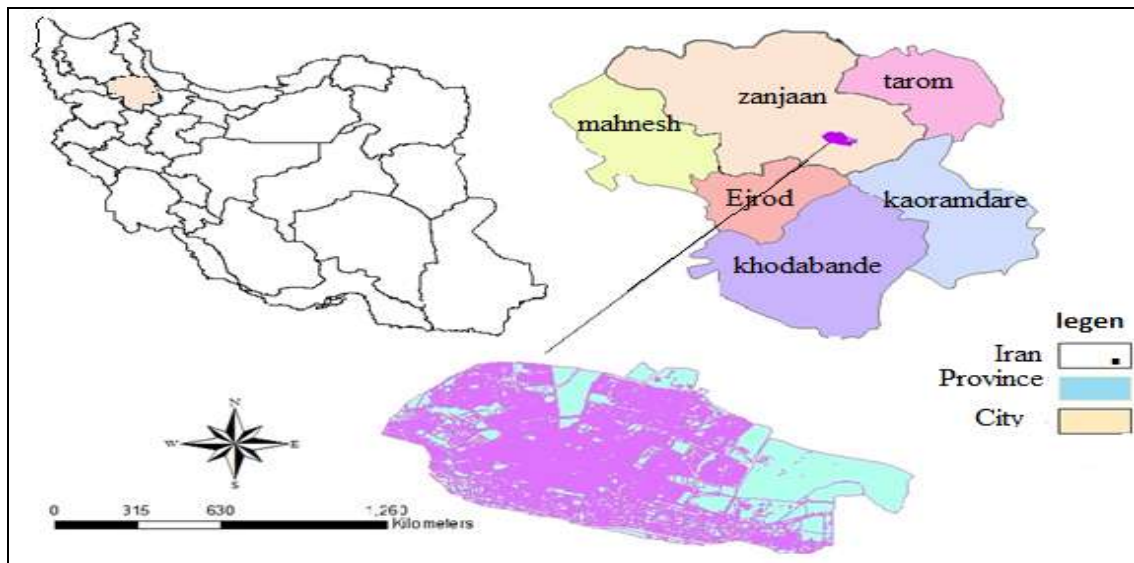 tarom
zanjaan
mahnesh
Ejrod
kaoramdare
khodabande
legen
Iran
Province
City
N
W E
S
0 315 630 1,260
Kilometers